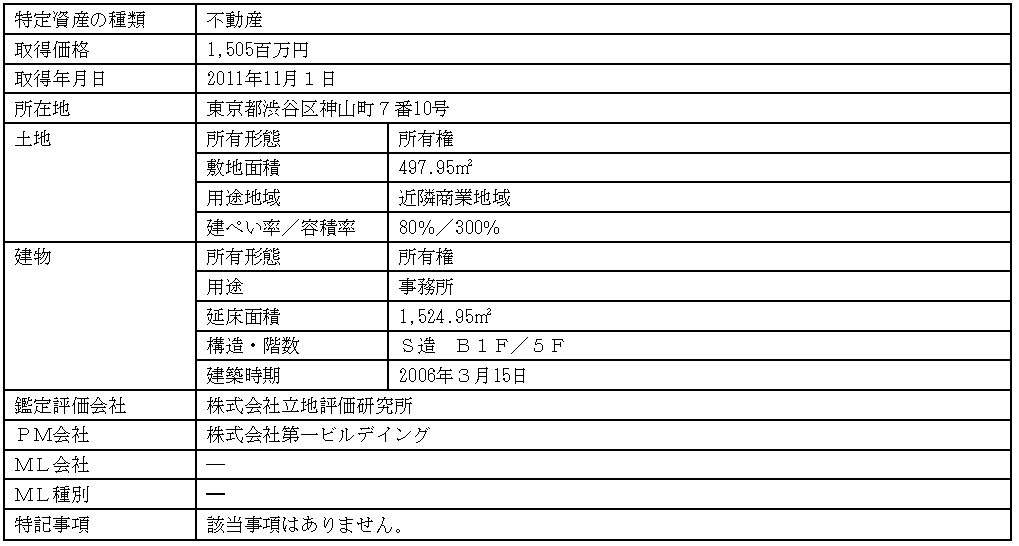 特定資産の種類 不動産
取得価格 1,505百万円
取得年月日 2011年11月１日
所在地 東京都渋谷区神山町７番10号
土地 所有形態 所有権
敷地面積 497.95㎡
用途地域 近隣商業地域
建ぺい率／容積率 80％／300％
建物 所有形態 所有権
用途 事務所
延床面積 1,524.95㎡
構造・階数 Ｓ造　Ｂ１Ｆ／５Ｆ
建築時期 2006年３月15日
鑑定評価会社 株式会社立地評価研究所
ＰＭ会社 株式会社第一ビルデイング
ＭＬ会社 ―
ＭＬ種別 ―
特記事項 該当事項はありません。